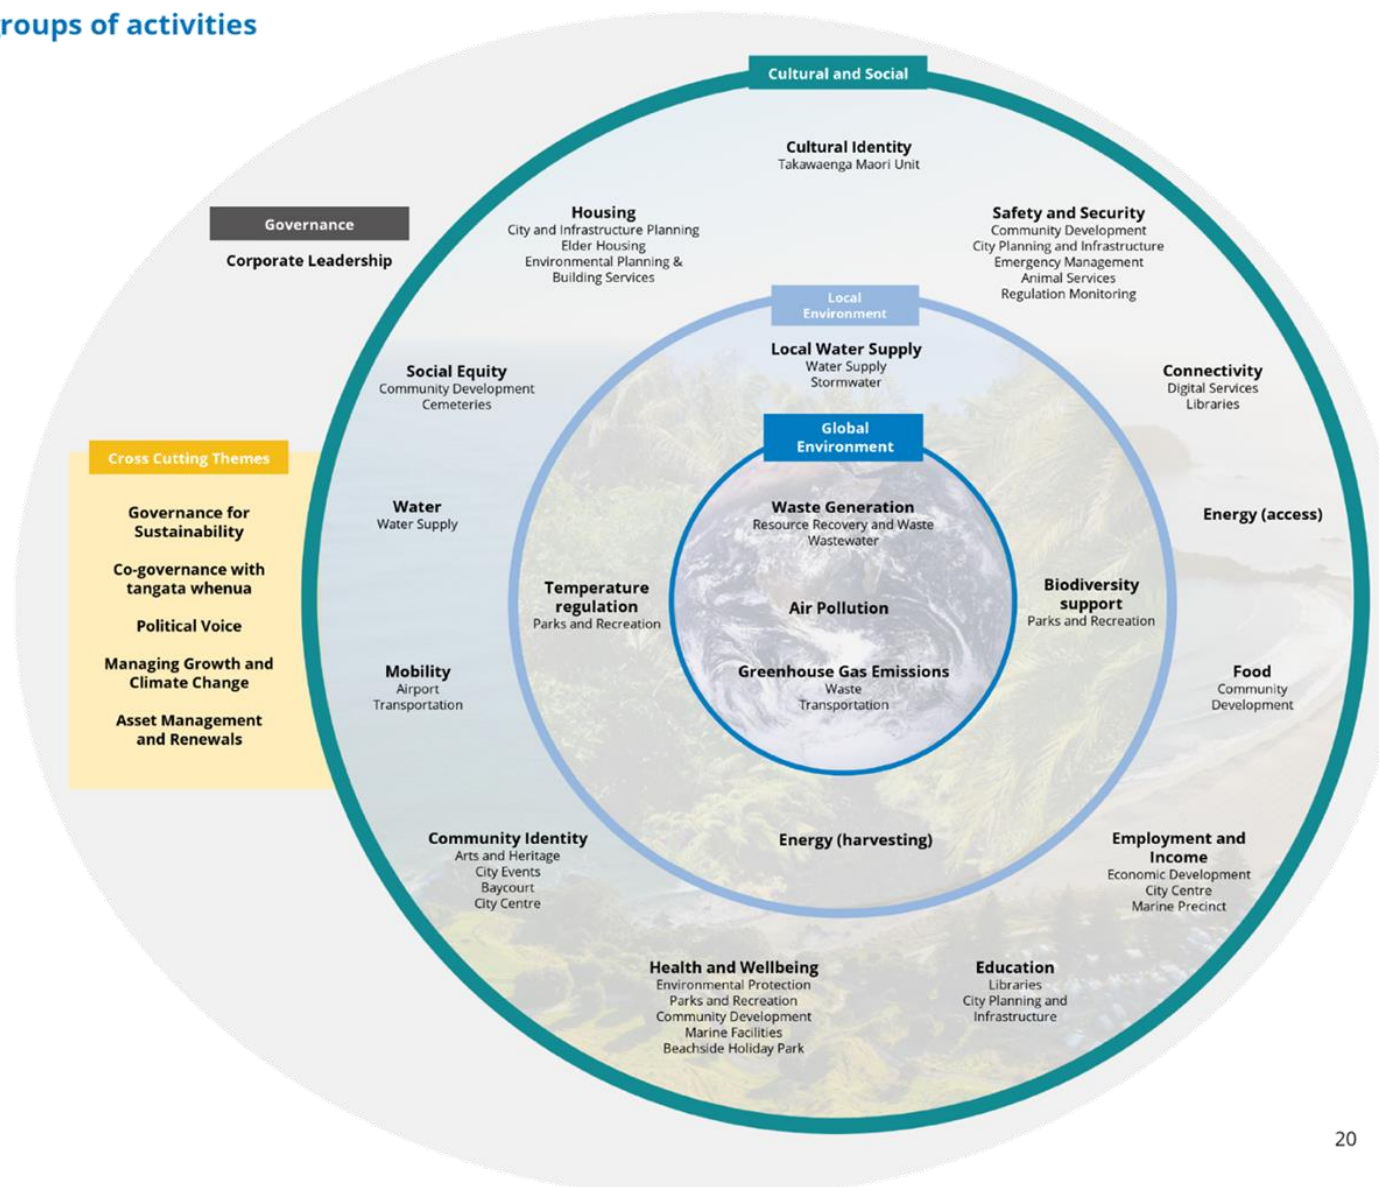 groups of activities
Cultural and Social
Cultural Identity
Takawaenga Maori Unit
Governance
Corporate Leadership
Housing
City and Infrastructure Planning
Elder Housing
Environmental Planning &
Building Services
Safety and Security
Community Development
City Planning and Infrastructure
Emergency Management
Animal Services
Regulation Monitoring
Local
Environment
Local Water Supply
Water Supply
Stormwater
Social Equity
Community Development
Cemeteries
Connectivity
Digital Services
Libraries
Global
Environment
Cross Cutting Themes
Governance for
Sustainability
Co-governance with
tangata whenua
Political Voice
Managing Growth and
Climate Change
Asset Management
and Renewals
Water
Water Supply
Waste Generation
Resource Recovery and Waste
Wastewater
Energy (access)
Temperature
regulation
Parks and Recreation
Air Pollution
Biodiversity
support
Parks and Recreation
Mobility
Airport
Transportation
Greenhouse Gas Emissions
Waste
Transportation
Food
Community
Development
Community Identity
Arts and Heritage
City Events
Baycourt
City Centre
Energy (harvesting)
Employment and
Income
Economic Development
City Centre
Marine Precinct
Health and Wellbeing
Environmental Protection
Parks and Recreation
Community Development
Marine Facilities
Beachside Holiday Park
Education
Libraries
City Planning and
Infrastructure
20